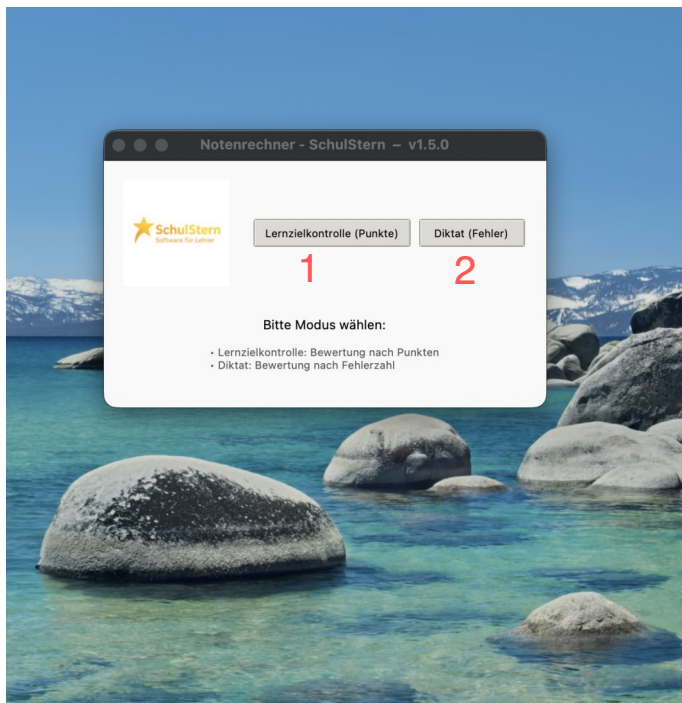 Notenrechner - SchulStern – v1.5.0
SchulStern
Software für Lehrer
Lernzielkontrolle (Punkte)
Diktat (Fehler)
1
2
Bitte Modus wählen:
• Lernzielkontrolle: Bewertung nach Punkten
• Diktat: Bewertung nach Fehlerzahl